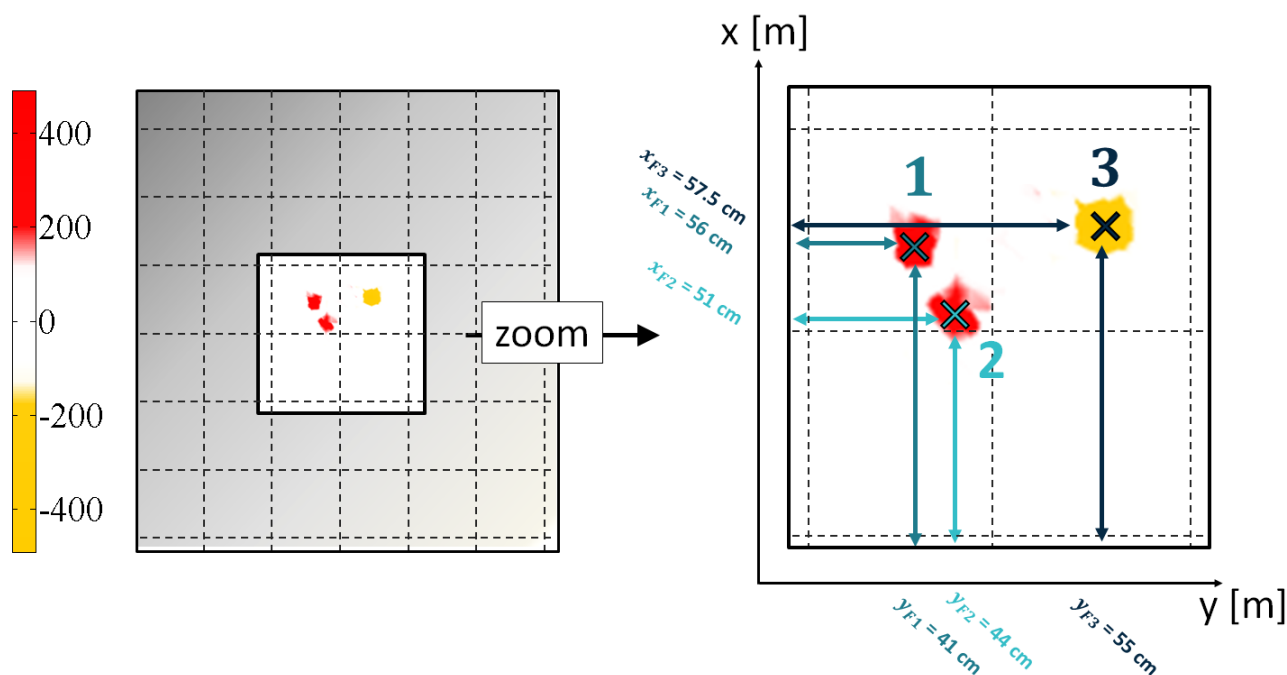 400
200
0
-200
-400
zoom
x [m]
x_F3 = 57.5 cm
x_F1 = 56 cm
x_F2 = 51 cm
1
2
3
y [m]
y_F1 = 41 cm
y_F2 = 44 cm
y_F3 = 55 cm